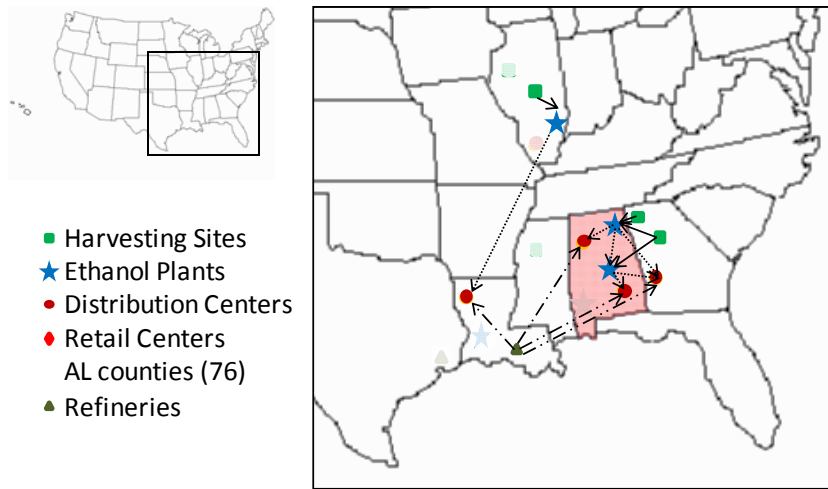 Harvesting Sites
Ethanol Plants
Distribution Centers
Retail Centers
AL counties (76)
Refineries